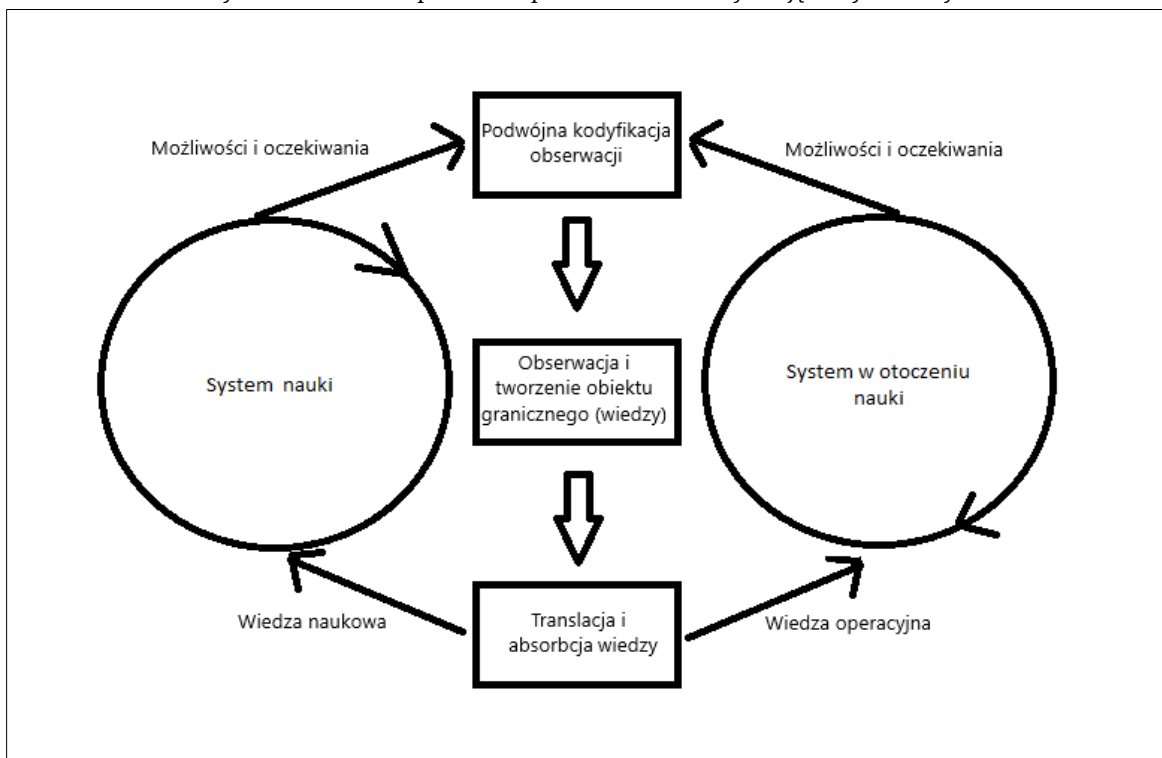 Podwójna kodyfikacja
obserwacji
Możliwości i oczekiwania
Możliwości i oczekiwania
Obserwacja i
tworzenie obiektu
granicznego (wiedzy)
System nauki
System w otoczeniu
nauki
Translacja i
absorbcja wiedzy
Wiedza naukowa
Wiedza operacyjna